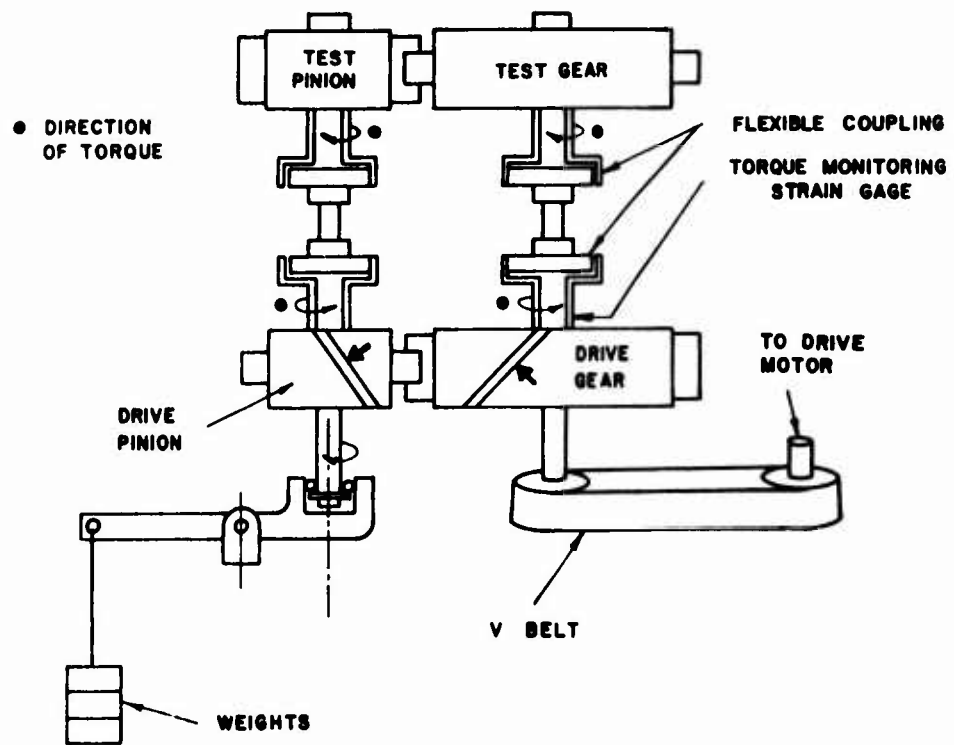 TEST
PINION
TEST GEAR
● DIRECTION
OF TORQUE
FLEXIBLE COUPLING
TORQUE MONITORING
STRAIN GAGE
●
●
●
●
DRIVE
GEAR
TO DRIVE
MOTOR
DRIVE
PINION
V BELT
WEIGHTS